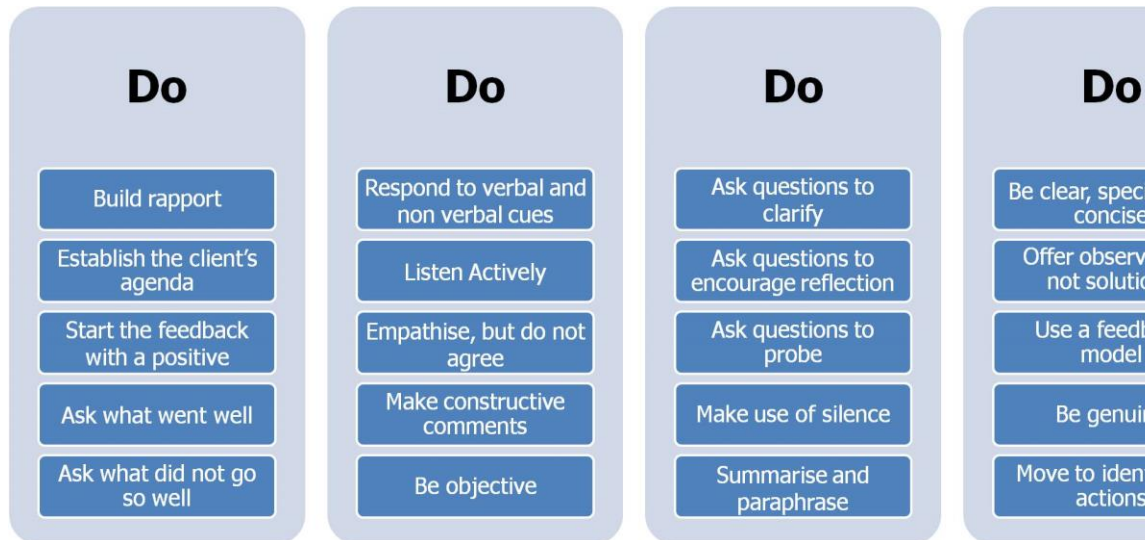 Do
Build rapport
Establish the client's
agenda
Start the feedback
with a positive
Ask what went well
Ask what did not go
so well
Do
Respond to verbal and
non verbal cues
Listen Actively
Empathise, but do not
agree
Make constructive
comments
Be objective
Do
Ask questions to
clarify
Ask questions to
encourage reflection
Ask questions to
probe
Make use of silence
Summarise and
paraphrase
Do
Be clear,
Offer
not
Use a
model
Be
Move to
actions